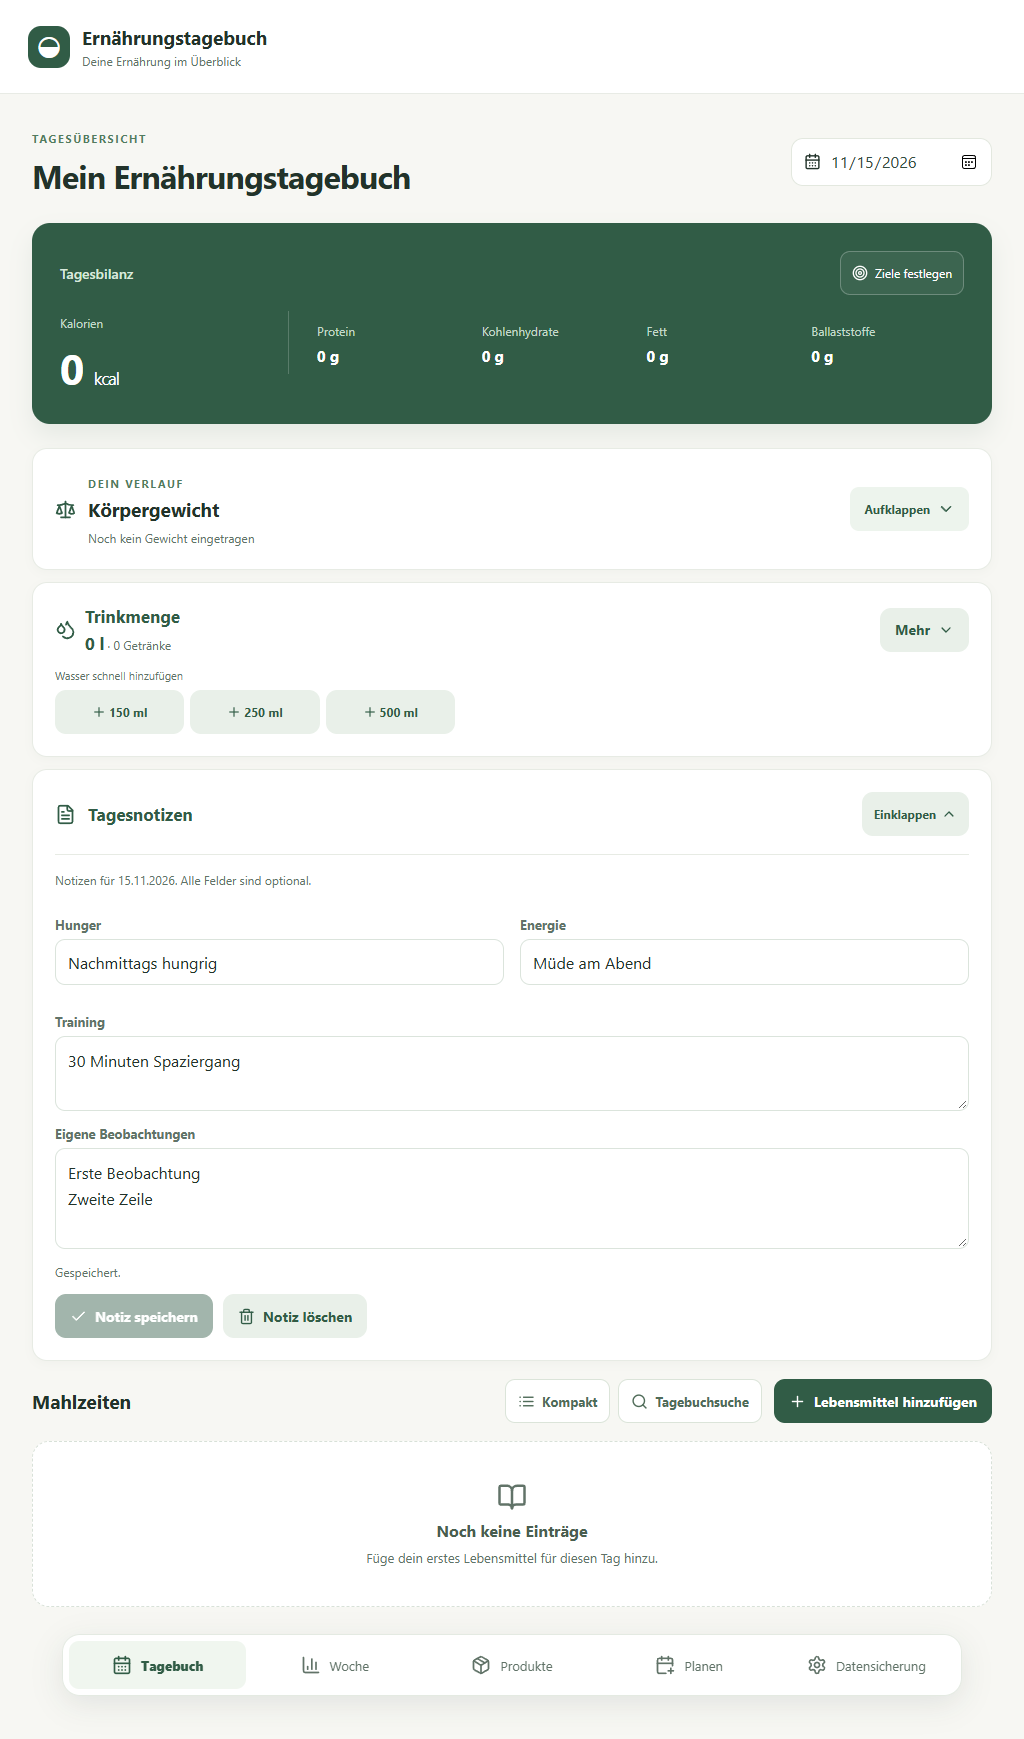 Ernährungstagebuch
Deine Ernährung im Überblick
TAGESÜBERSICHT
Mein Ernährungstagebuch
11/15/2026
Tagesbilanz
Ziele festlegen
Kalorien
0 kcal
Protein
0 g
Kohlenhydrate
0 g
Fett
0 g
Ballaststoffe
0 g
DEIN VERLAUF
Körpergewicht
Noch kein Gewicht eingetragen
Aufklappen
Trinkmenge
0 l · 0 Getränke
Mehr
Wasser schnell hinzufügen
+ 150 ml
+ 250 ml
+ 500 ml
Tagesnotizen
Einklappen
Notizen für 15.11.2026. Alle Felder sind optional.
Hunger
Nachmittags hungrig
Energie
Müde am Abend
Training
30 Minuten Spaziergang
Eigene Beobachtungen
Erste Beobachtung
Zweite Zeile
Gespeichert.
Notiz speichern
Notiz löschen
Mahlzeiten
Kompakt
Tagebuchsuche
+ Lebensmittel hinzufügen
Noch keine Einträge
Füge dein erstes Lebensmittel für diesen Tag hinzu.
Tagebuch
Woche
Produkte
Planen
Datensicherung